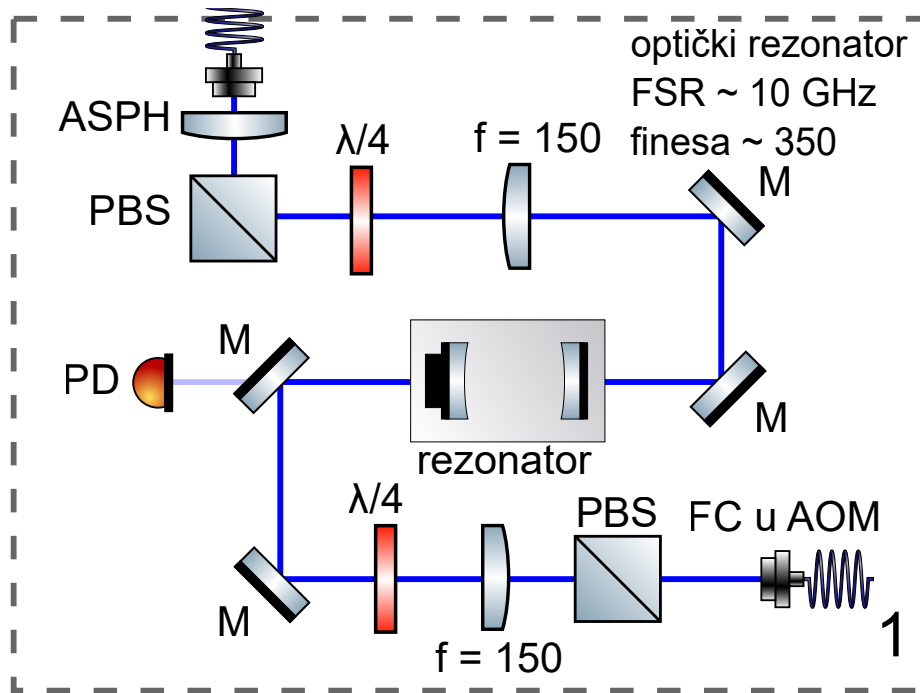 optički rezonator
FSR ~ 10 GHz
finesa ~ 350
ASPH
λ/4
f = 150
M
PBS
M
PD
M
rezonator
λ/4
PBS
FC u AOM
M
f = 150
1